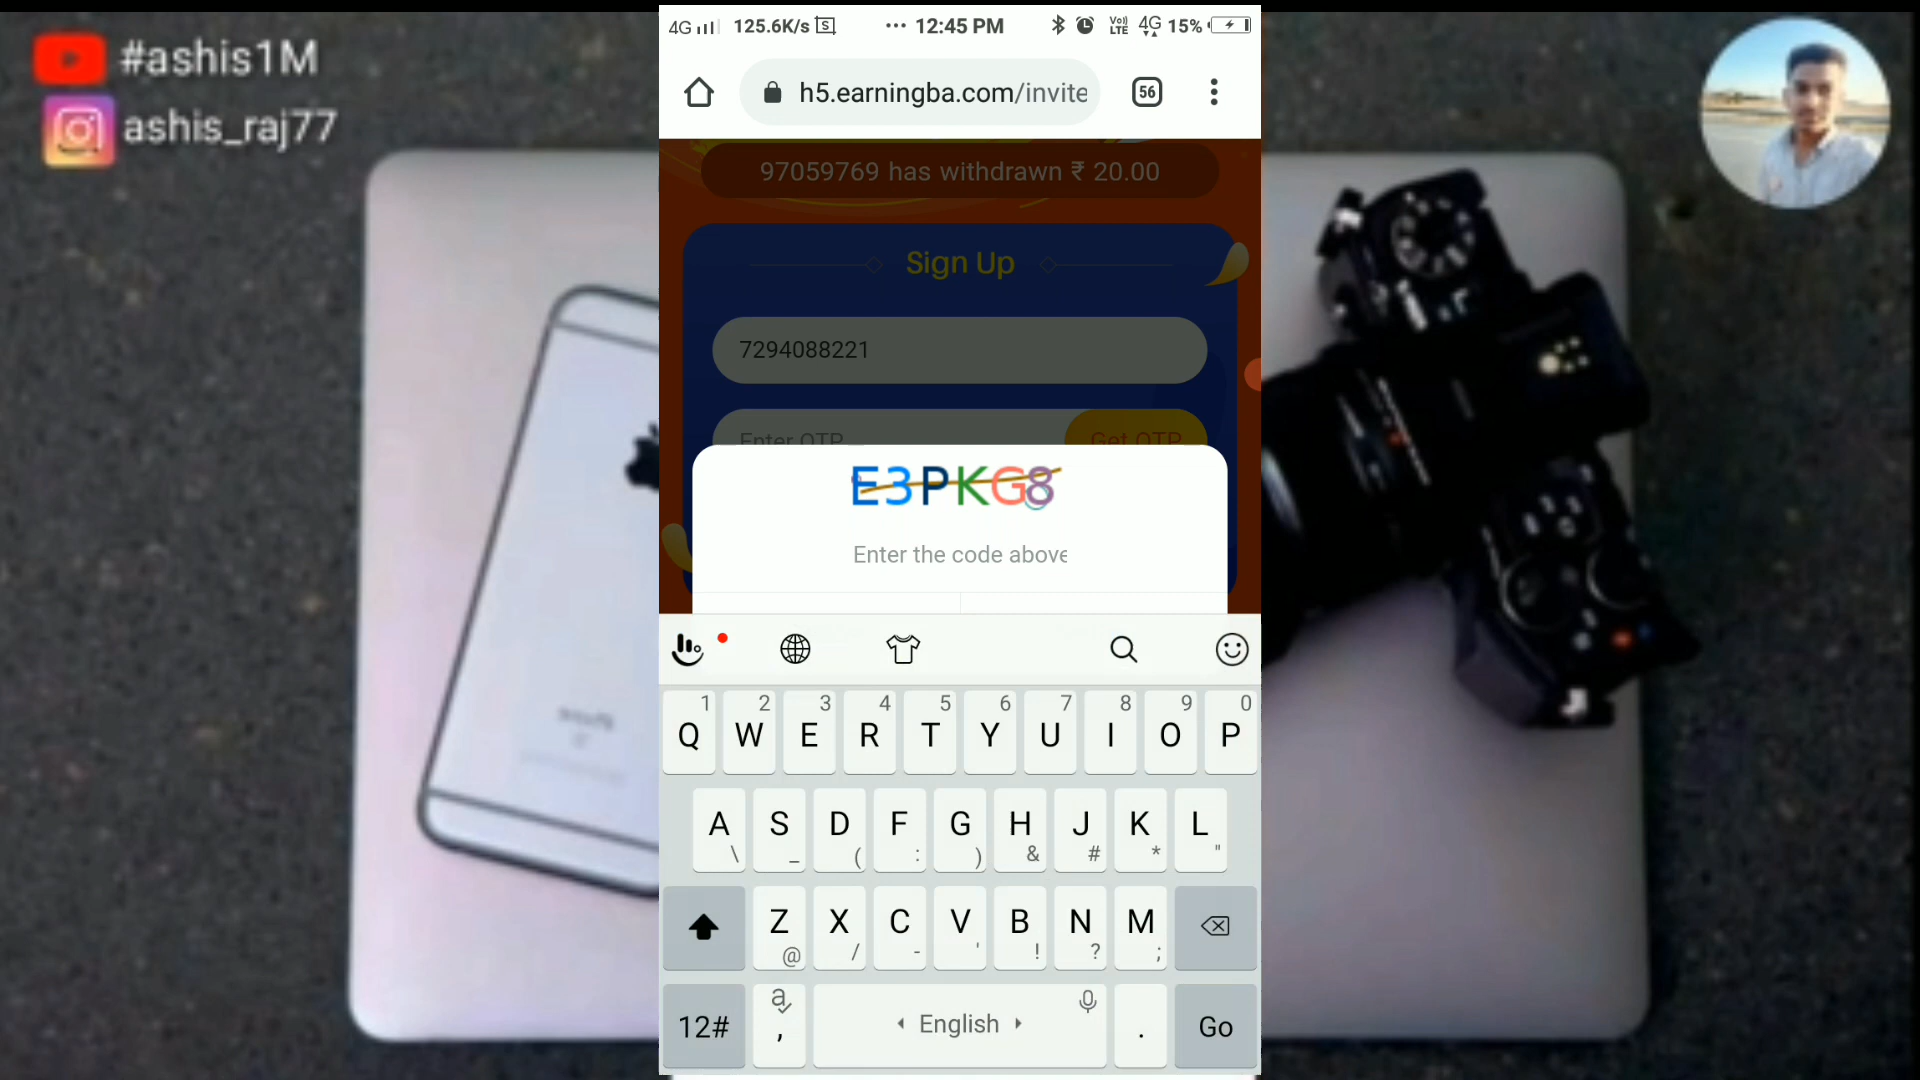 #ashis1M
ashis_raj77
4G 125.6K/s ··· 12:45 PM VoLTE 4G 15%
h5.earningba.com/invite 56
97059769 has withdrawn ₹ 20.00
Sign Up
7294088221
Enter OTP Get OTP
E3PKG8
Enter the code above
1 2 3 4 5 6 7 8 9 0
Q W E R T Y U I O P
A S D F G H J K L
\ _ ( : ) & # * "
Z X C V B N M
@ / - ' ! ? ;
12# , English . Go